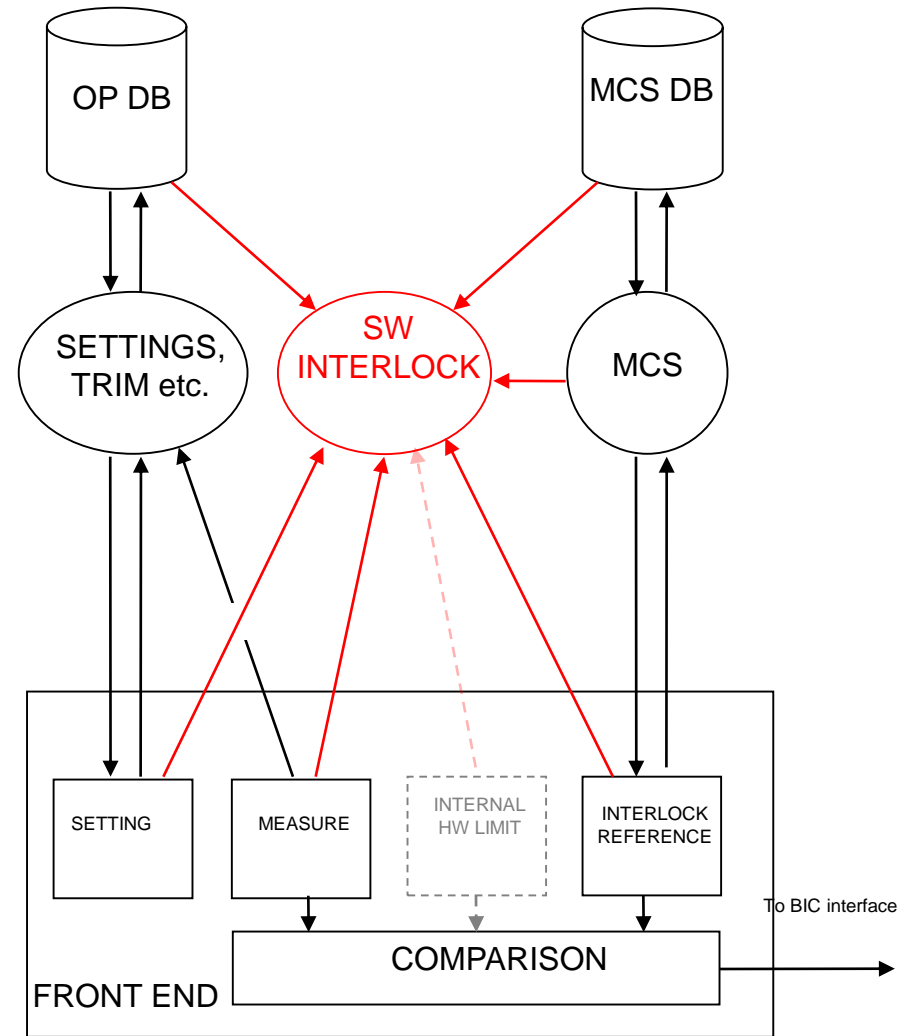 OP DB
MCS DB
SETTINGS,
TRIM etc.
SW
INTERLOCK
MCS
SETTING
MEASURE
INTERNAL
HW LIMIT
INTERLOCK
REFERENCE
To BIC interface
COMPARISON
FRONT END